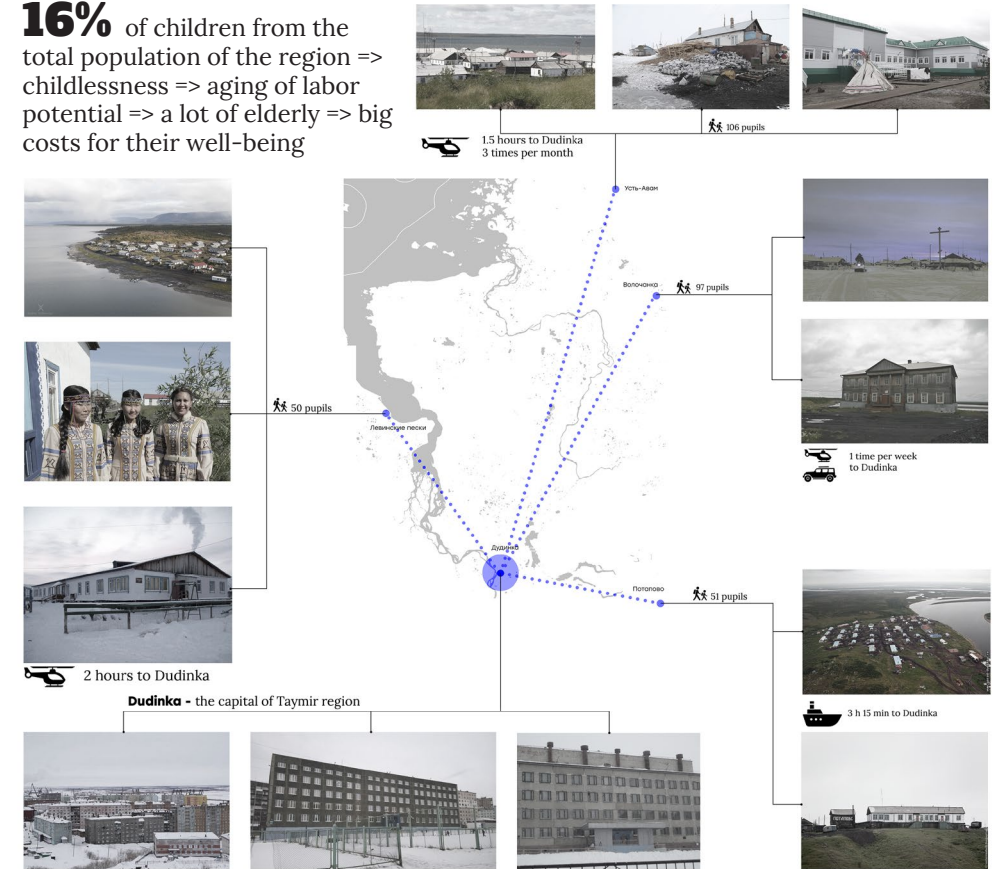 16% of children from the
total population of the region =>
childlessness => aging of labor
potential => a lot of elderly => big
costs for their well-being
106 pupils
1.5 hours to Dudinka
3 times per month
Усть-Авам
Волочанка
97 pupils
50 pupils
Левинские пески
1 time per week
to Dudinka
Дудинка
Потапово
51 pupils
2 hours to Dudinka
Dudinka - the capital of Taymir region
3 h 15 min to Dudinka